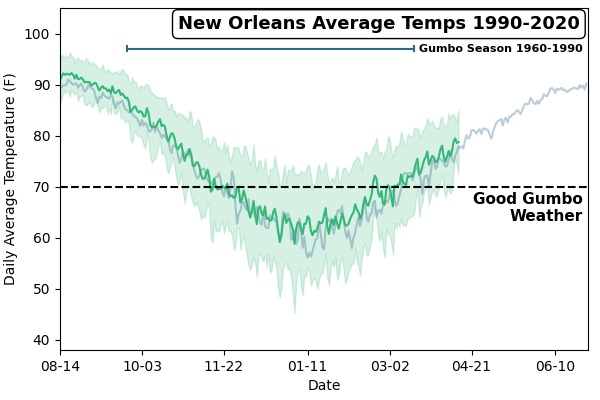 New Orleans Average Temps 1990-2020
Gumbo Season 1960-1990
Good Gumbo
Weather
Daily Average Temperature (F)
100
90
80
70
60
50
40
08-14
10-03
11-22
01-11
03-02
04-21
06-10
Date